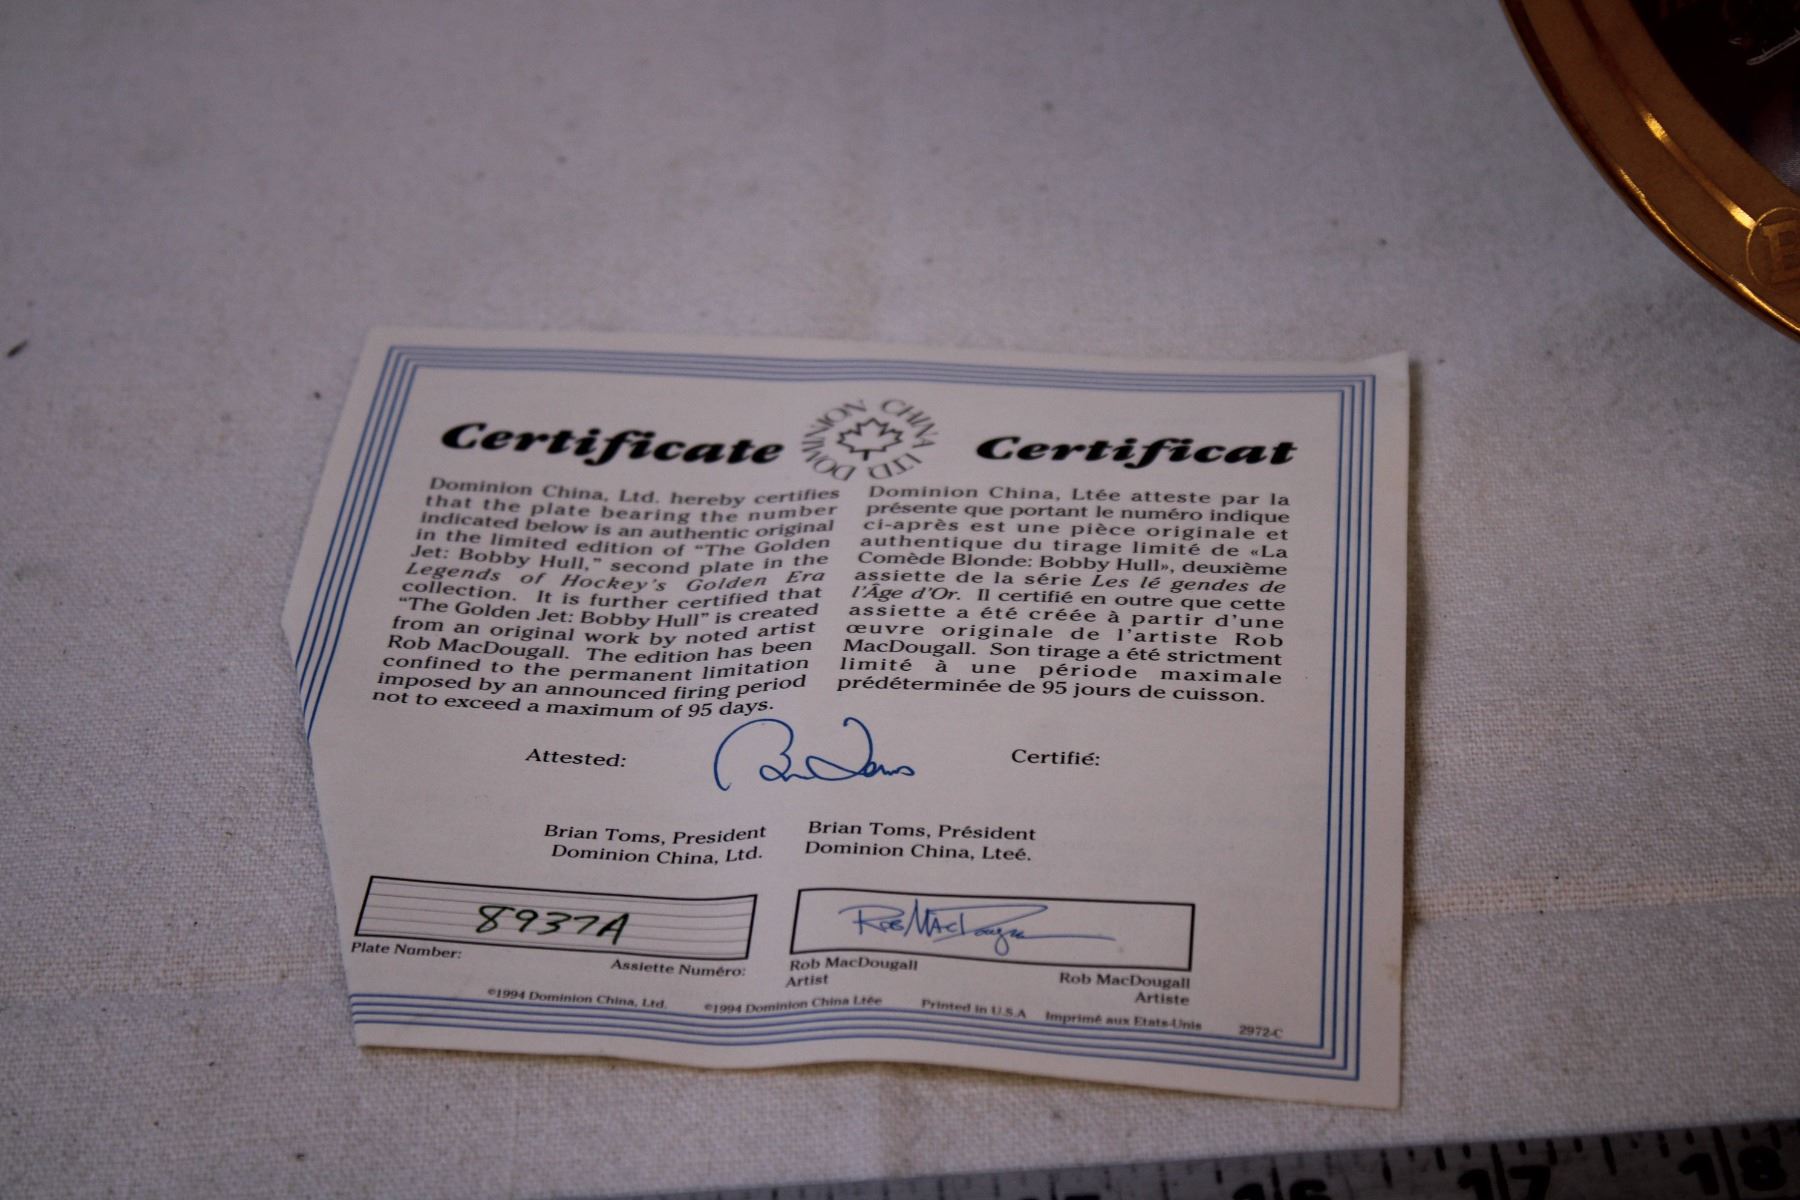 Certificate
DOMINION CHINA LTD
Certificat
Dominion China, Ltd. hereby certifies
that the plate bearing the number
indicated below is an authentic original
in the limited edition of "The Golden
Jet: Bobby Hull," second plate in the
Legends of Hockey's Golden Era
collection. It is further certified that
"The Golden Jet: Bobby Hull" is created
from an original work by noted artist
Rob MacDougall. The edition has been
confined to the permanent limitation
imposed by an announced firing period
not to exceed a maximum of 95 days.
Dominion China, Ltée atteste par la
présente que portant le numéro indique
ci-après est une pièce originale et
authentique du tirage limité de «La
Comède Blonde: Bobby Hull», deuxième
assiette de la série Les lé gendes de
l'Âge d'Or. Il certifié en outre que cette
assiette a été créée à partir d'une
œuvre originale de l'artiste Rob
MacDougall. Son tirage a été strictment
limité à une période maximale
prédéterminée de 95 jours de cuisson.
Attested:
Certifié:
Brian Toms, President
Dominion China, Ltd.
Brian Toms, Président
Dominion China, Lteé.
8937A
Plate Number:
Assiette Numéro:
Rob MacDougall
Rob MacDougall
Artist
Rob MacDougall
Artiste
©1994 Dominion China, Ltd.
©1994 Dominion China Ltée
Printed in U.S.A
Imprimé aux Etats-Unis
2972-C
16 17 18